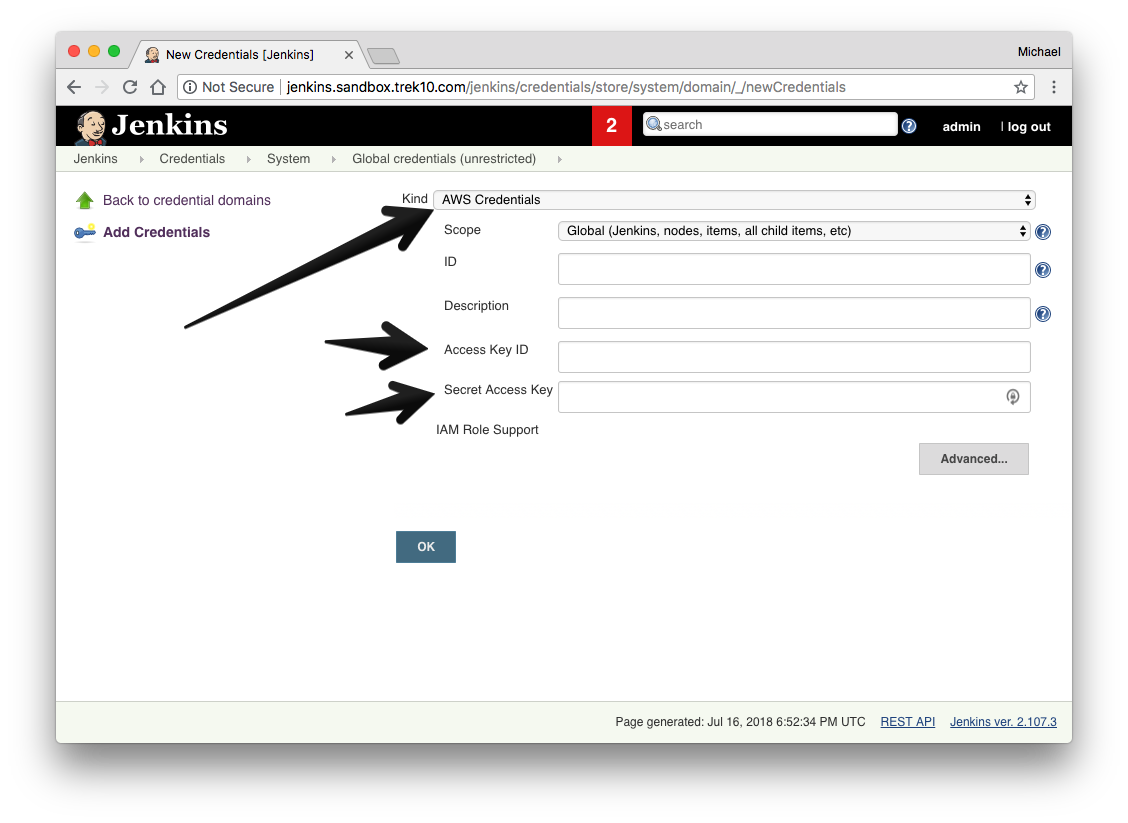 New Credentials [Jenkins]
Michael
Not Secure jenkins.sandbox.trek10.com/jenkins/credentials/store/system/domain/_/newCredentials
Jenkins
2
search
admin
| log out
Jenkins Credentials System Global credentials (unrestricted)
Back to credential domains
Add Credentials
Kind AWS Credentials
Scope Global (Jenkins, nodes, items, all child items, etc)
ID
Description
Access Key ID
Secret Access Key
IAM Role Support
Advanced...
OK
Page generated: Jul 16, 2018 6:52:34 PM UTC REST API Jenkins ver. 2.107.3